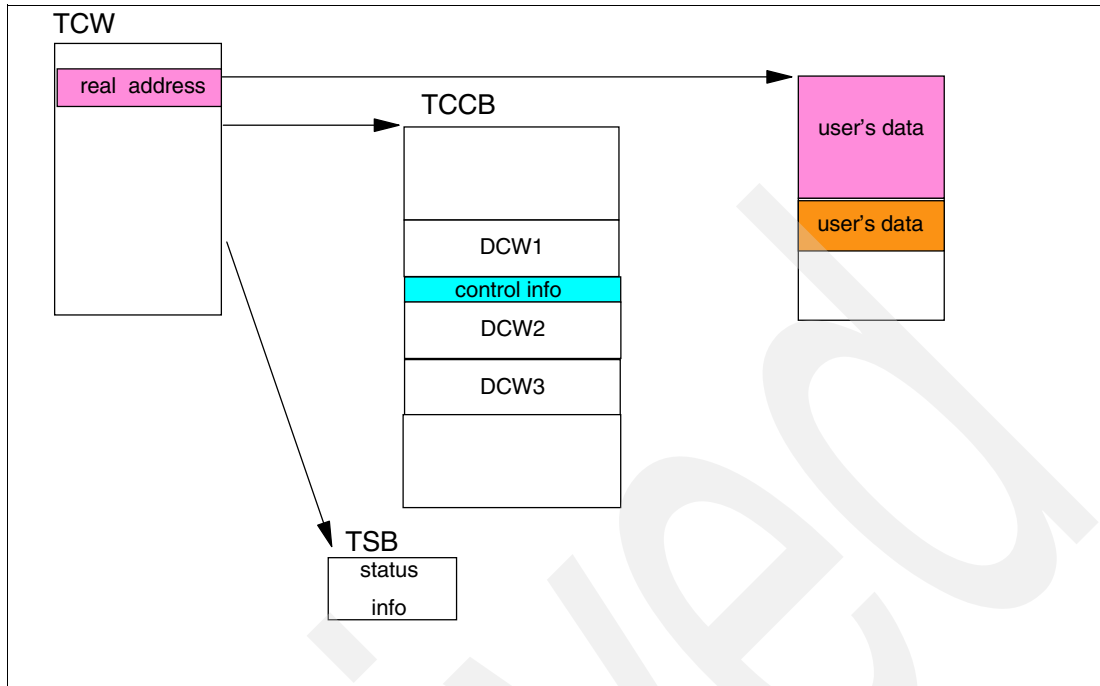 TCW
real address
TCCB
user's data
DCW1
user's data
control info
DCW2
DCW3
TSB
status
info